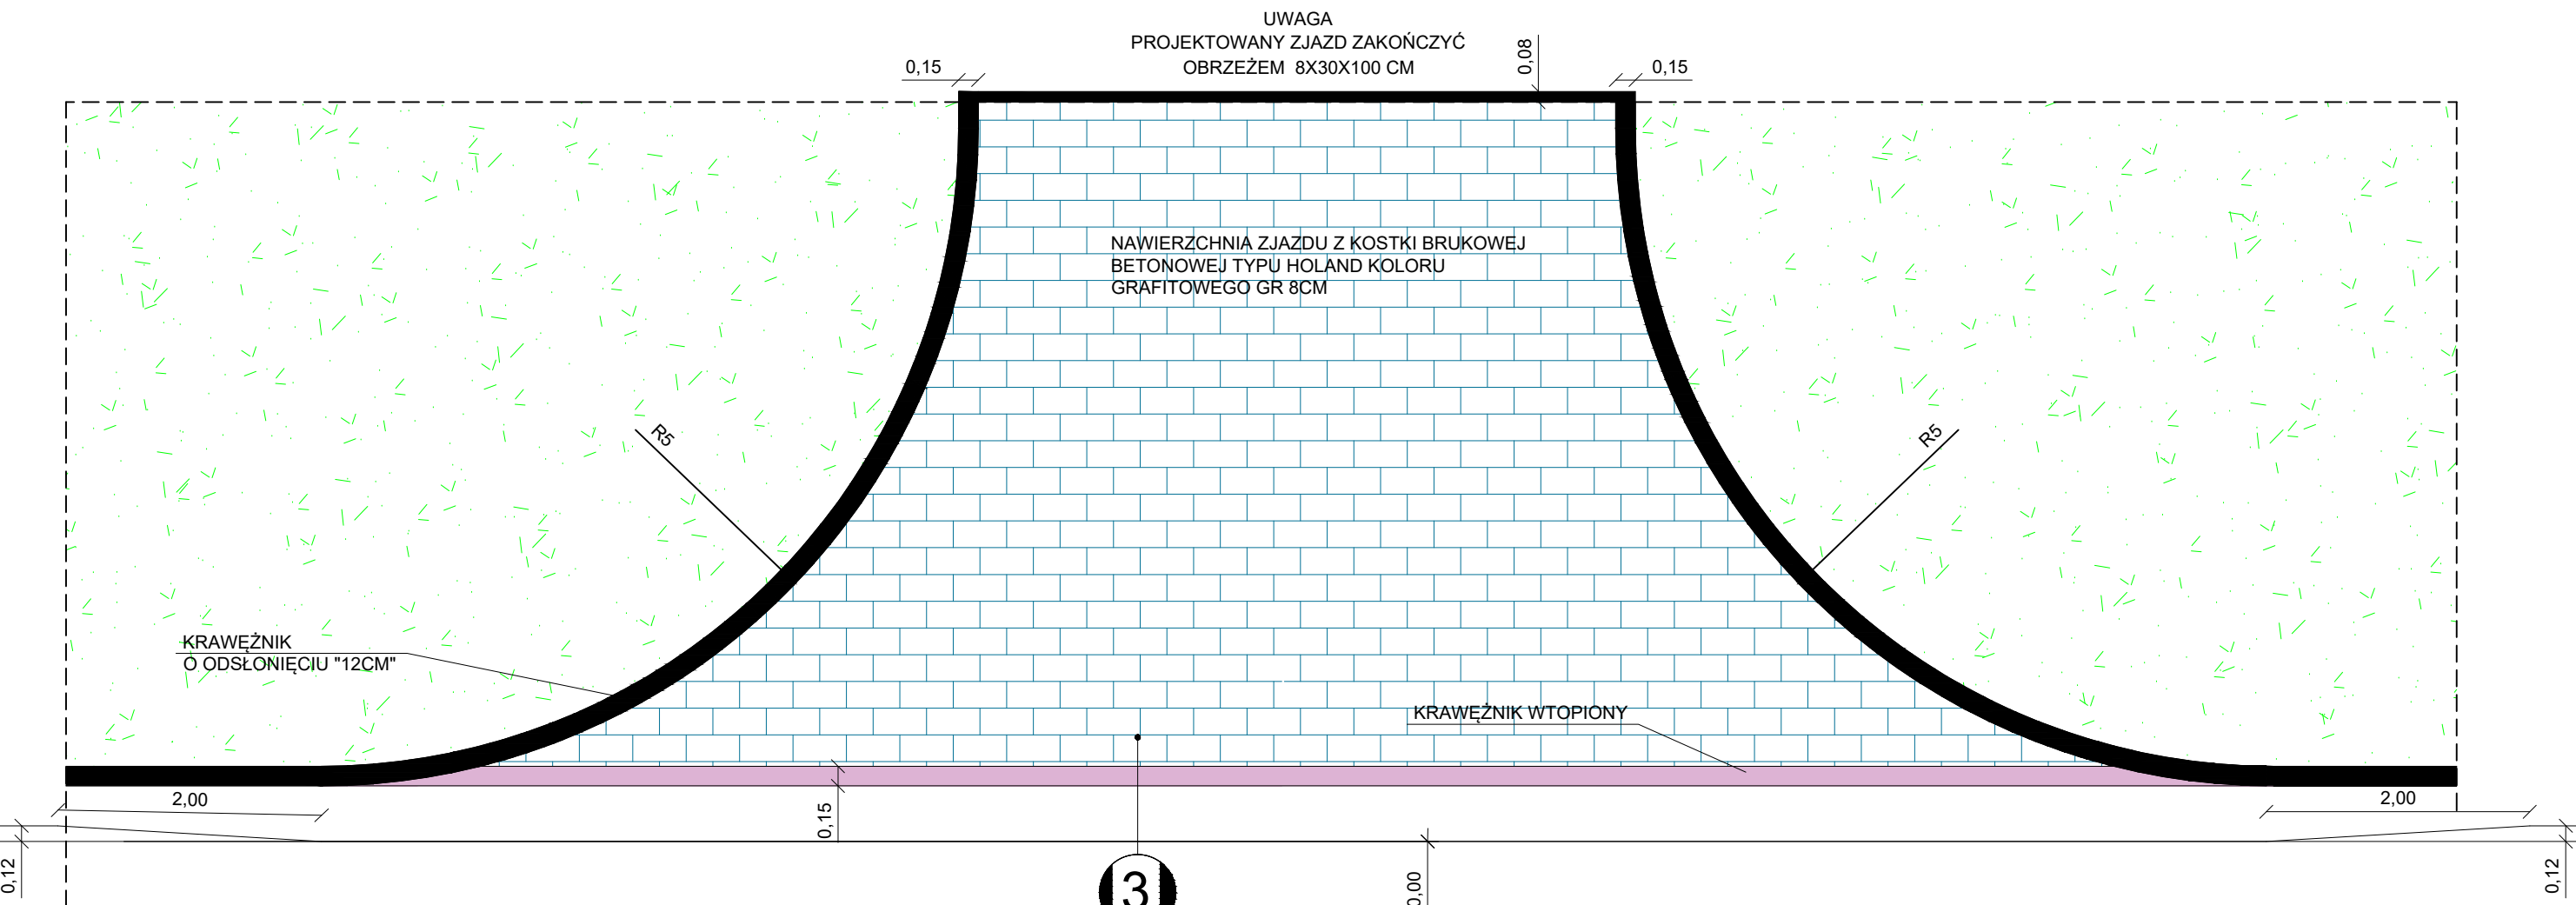 UWAGA
PROJEKTOWANY ZJAZD ZAKOŃCZYĆ
OBRZEŻEM 8X30X100 CM
0,15
0,08
0,15
NAWIERZCHNIA ZJAZDU Z KOSTKI BRUKOWEJ
BETONOWEJ TYPU HOLAND KOLORU
GRAFITOWEGO GR 8CM
R5
R5
KRAWĘŻNIK
O ODSŁONIĘCIU "12CM"
KRAWĘŻNIK WTOPIONY
2,00
0,15
2,00
0,12
3
0,00
0,12